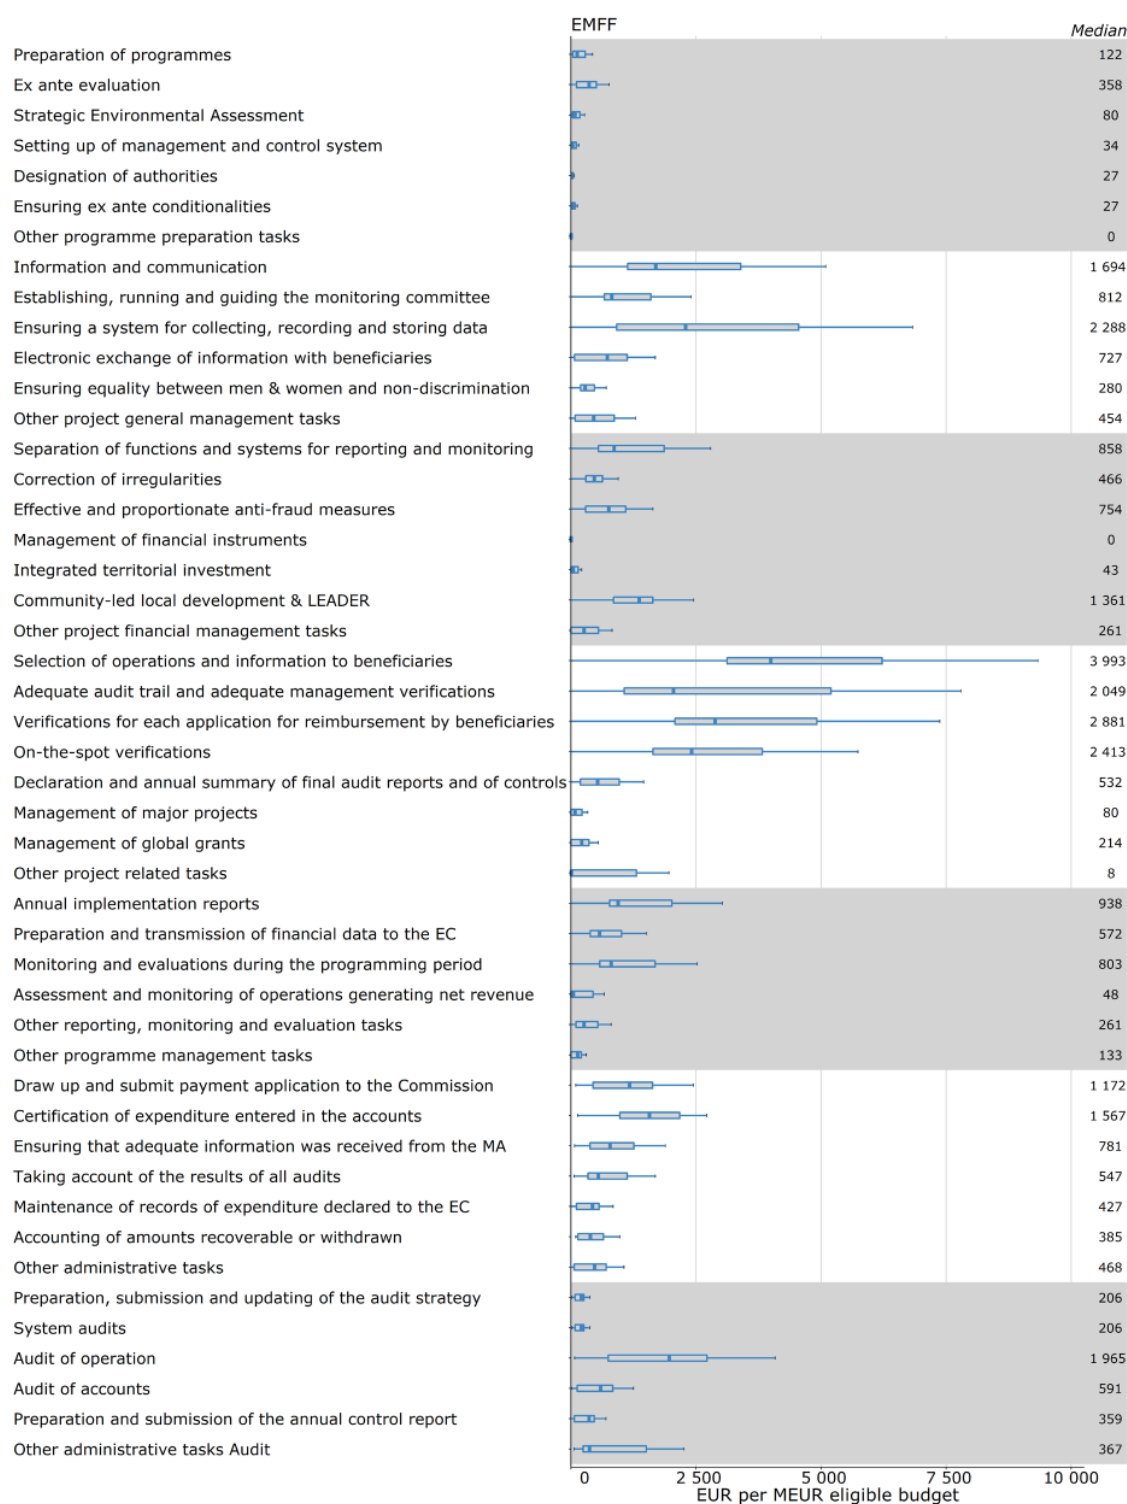 EMFF
Median
Preparation of programmes 122
Ex ante evaluation 358
Strategic Environmental Assessment 80
Setting up of management and control system 34
Designation of authorities 27
Ensuring ex ante conditionalities 27
Other programme preparation tasks 0
Information and communication 1 694
Establishing, running and guiding the monitoring committee 812
Ensuring a system for collecting, recording and storing data 2 288
Electronic exchange of information with beneficiaries 727
Ensuring equality between men & women and non-discrimination 280
Other project general management tasks 454
Separation of functions and systems for reporting and monitoring 858
Correction of irregularities 466
Effective and proportionate anti-fraud measures 754
Management of financial instruments 0
Integrated territorial investment 43
Community-led local development & LEADER 1 361
Other project financial management tasks 261
Selection of operations and information to beneficiaries 3 993
Adequate audit trail and adequate management verifications 2 049
Verifications for each application for reimbursement by beneficiaries 2 881
On-the-spot verifications 2 413
Declaration and annual summary of final audit reports and of controls 532
Management of major projects 80
Management of global grants 214
Other project related tasks 8
Annual implementation reports 938
Preparation and transmission of financial data to the EC 572
Monitoring and evaluations during the programming period 803
Assessment and monitoring of operations generating net revenue 48
Other reporting, monitoring and evaluation tasks 261
Other programme management tasks 133
Draw up and submit payment application to the Commission 1 172
Certification of expenditure entered in the accounts 1 567
Ensuring that adequate information was received from the MA 781
Taking account of the results of all audits 547
Maintenance of records of expenditure declared to the EC 427
Accounting of amounts recoverable or withdrawn 385
Other administrative tasks 468
Preparation, submission and updating of the audit strategy 206
System audits 206
Audit of operation 1 965
Audit of accounts 591
Preparation and submission of the annual control report 359
Other administrative tasks Audit 367
0 2 500 5 000 7 500 10 000
EUR per MEUR eligible budget